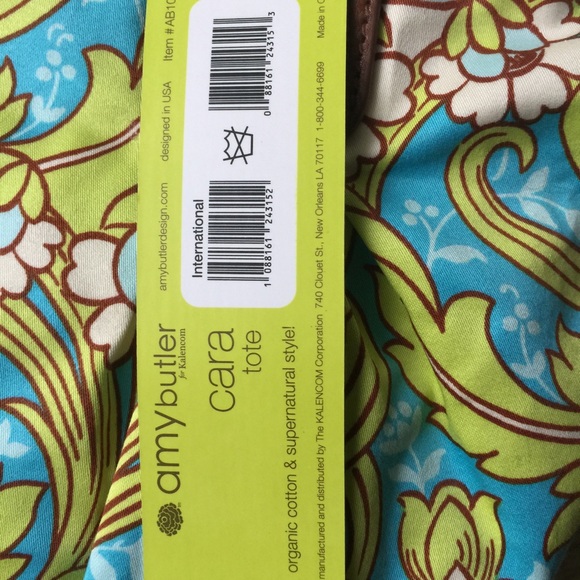 amybutler
for Kalencom
cara
tote
organic cotton & supernatural style!
manufactured and distributed by The KALENCOM Corporation 740 Clouet St., New Orleans LA 70117 1-800-344-6699 Made in
amybutlerdesign.com designed in USA Item #AB10
International
1 088161 243152
0 88161 24315 3